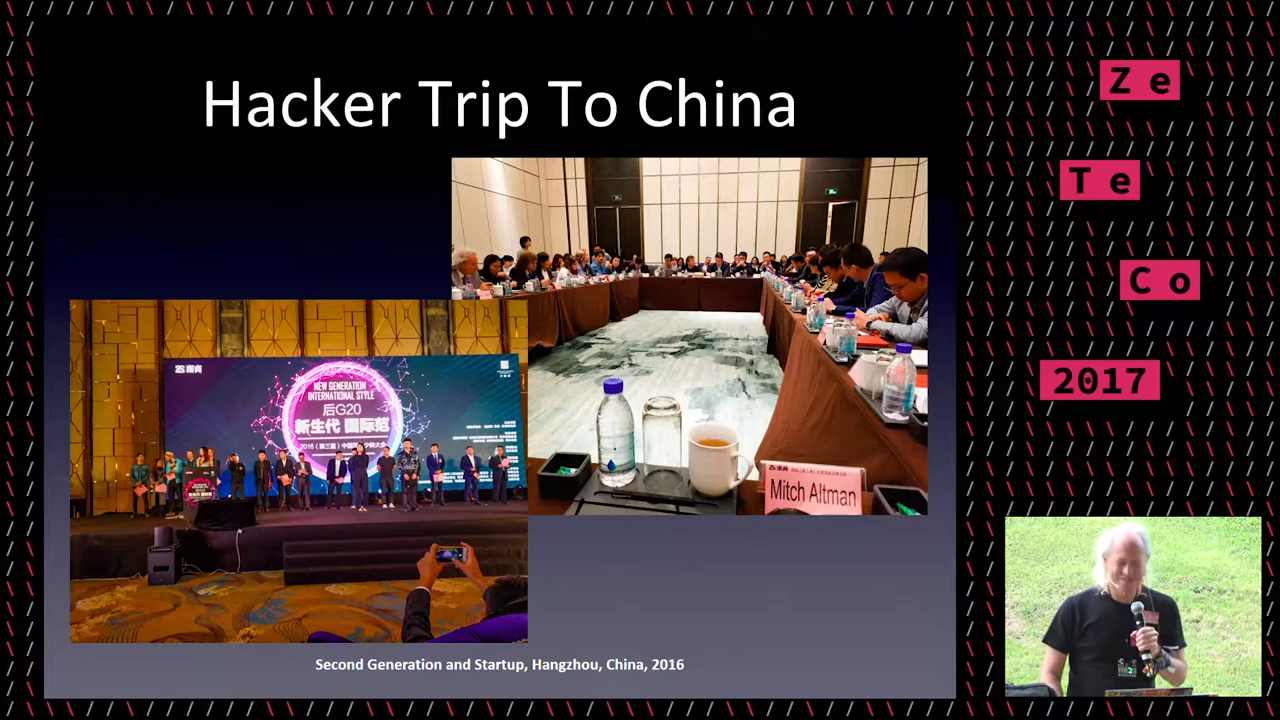 Hacker Trip To China
Ze
Te
Co
2017
NEW GENERATION
INTERNATIONAL STYLE
后G20
新生代 国际范
Mitch Altman
Second Generation and Startup, Hangzhou, China, 2016